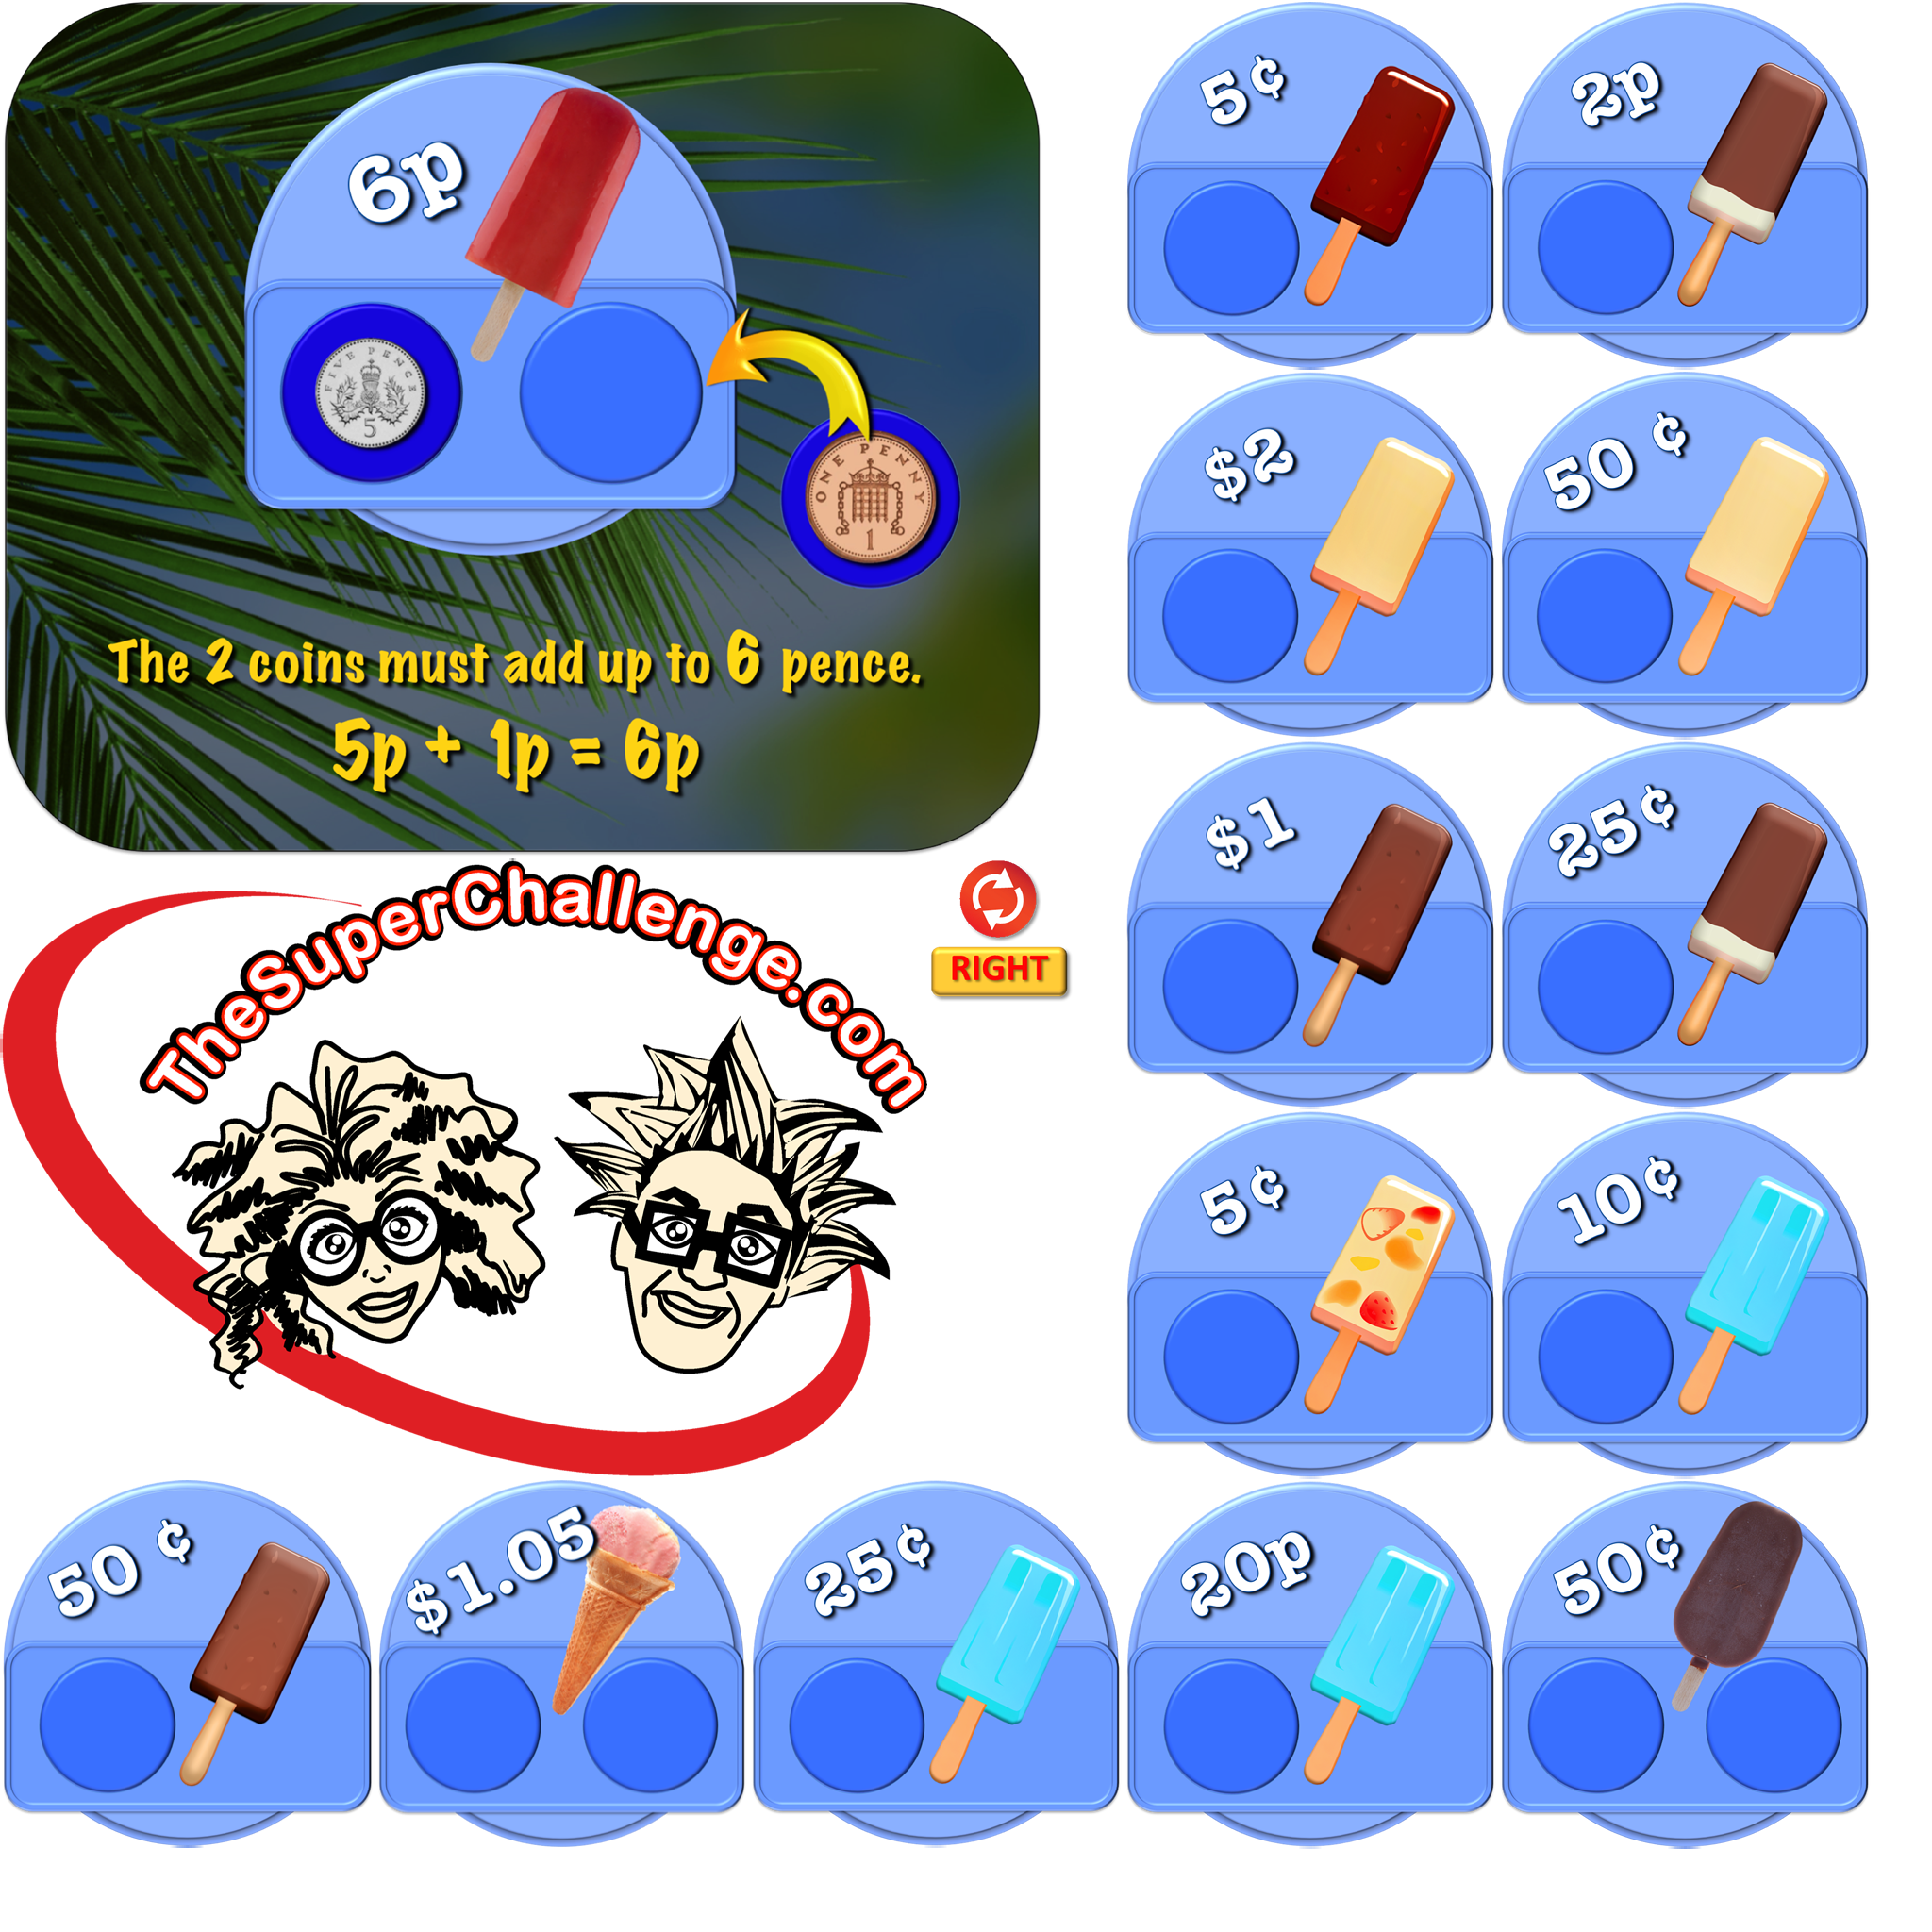 6p
FIVE PENCE
5
ONE PENNY
1
The 2 coins must add up to 6 pence.
5p + 1p = 6p
5¢
2p
$2
50 ¢
$1
25¢
5¢
10¢
TheSuperChallenge.com
RIGHT
50 ¢
$1.05
25¢
20p
50¢